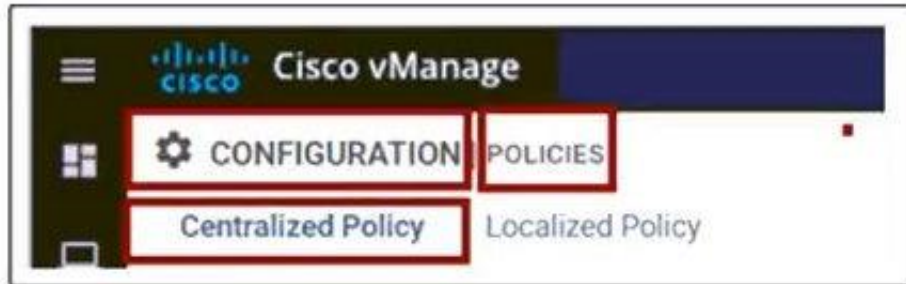 CISCO Cisco vManage
CONFIGURATION | POLICIES
Centralized Policy Localized Policy